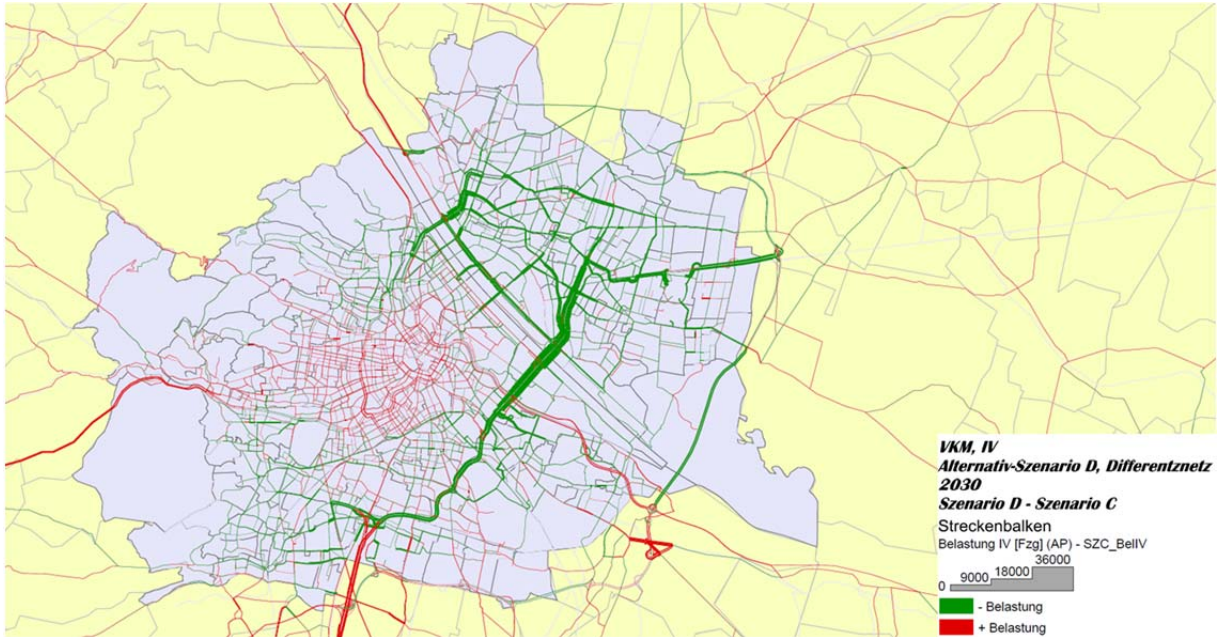 VKM, IV
Alternativ-Szenario D, Differentznetz
2030
Szenario D - Szenario C
Streckenbalken
Belastung IV [Fzg] (AP) - SZC_BelIV
0 9000 18000 36000
- Belastung
+ Belastung